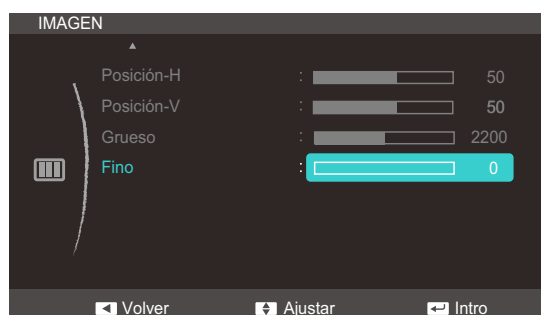 IMAGEN
Posición-H : 50
Posición-V : 50
Grueso : 2200
Fino : 0
Volver Ajustar Intro